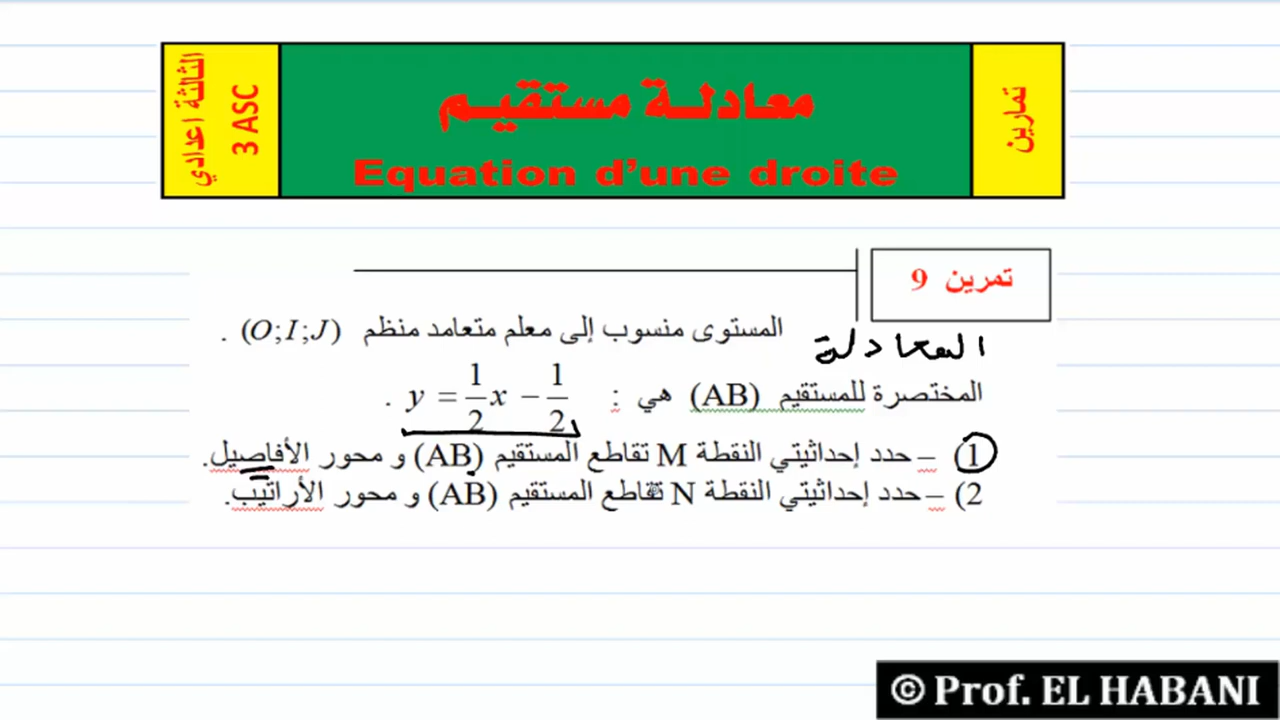 الثالثة اعدادي
3 ASC
معادلة مستقيم
Equation d'une droite
تمارين
تمرين 9
المستوى منسوب إلى معلم متعامد منظم (O;I;J) .
المعادلة
المختصرة للمستقيم (AB) هي : y = 1/2 x − 1/2 .
1) – حدد إحداثيتي النقطة M تقاطع المستقيم (AB) و محور الأفاصيل.
2) – حدد إحداثيتي النقطة N تقاطع المستقيم (AB) و محور الأراتيب.
© Prof. EL HABANI